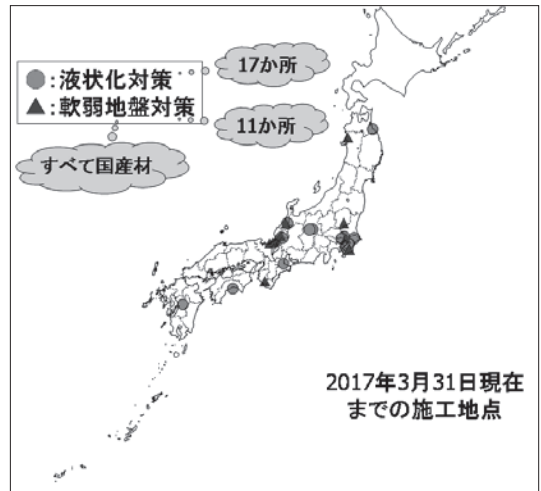 17か所
●:液状化対策
▲:軟弱地盤対策
11か所
すべて国産材
2017年3月31日現在
までの施工地点